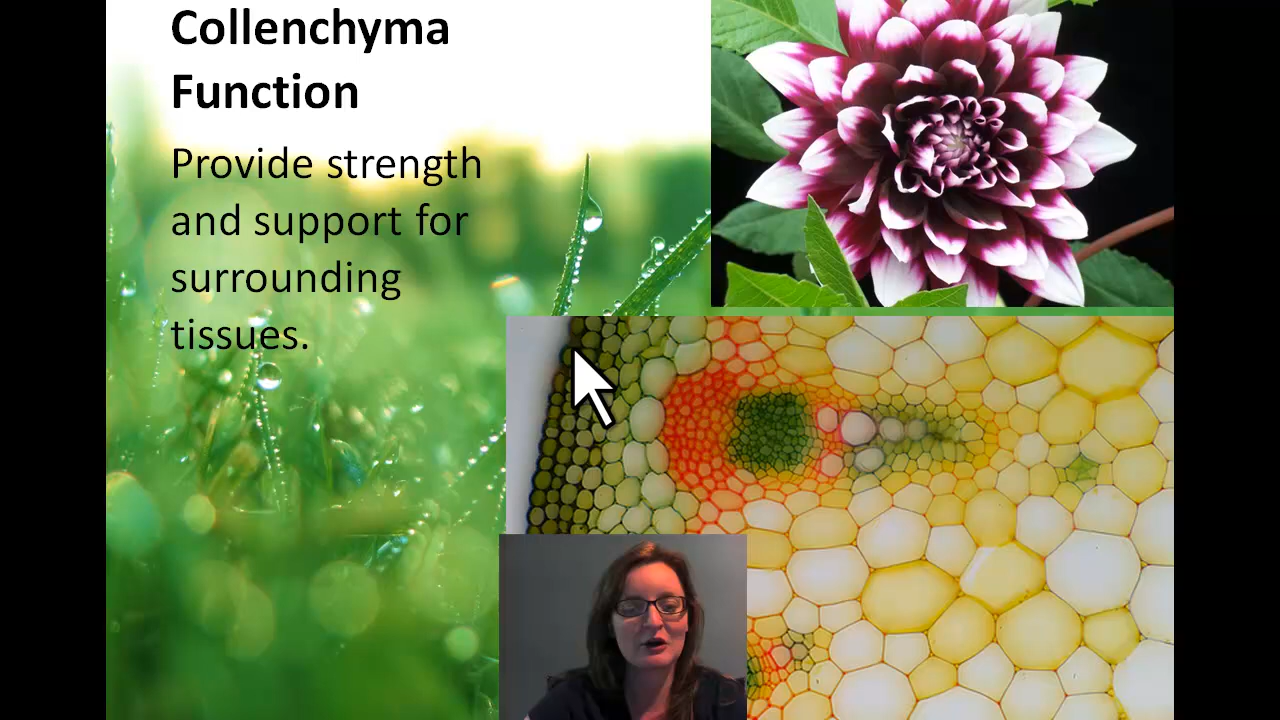 Collenchyma
Function
Provide strength
and support for
surrounding
tissues.